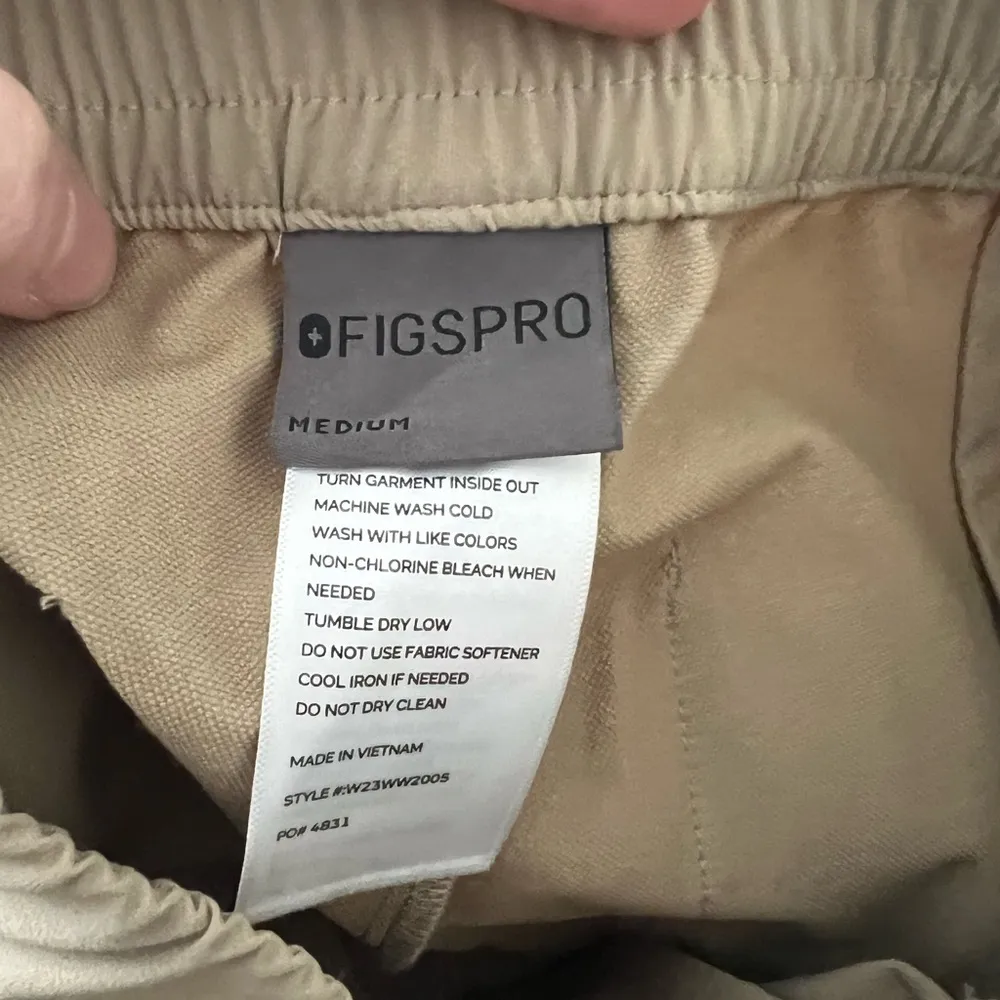 FIGSPRO
MEDIUM
TURN GARMENT INSIDE OUT
MACHINE WASH COLD
WASH WITH LIKE COLORS
NON-CHLORINE BLEACH WHEN
NEEDED
TUMBLE DRY LOW
DO NOT USE FABRIC SOFTENER
COOL IRON IF NEEDED
DO NOT DRY CLEAN
MADE IN VIETNAM
STYLE #:W23WW2005
PO# 4831